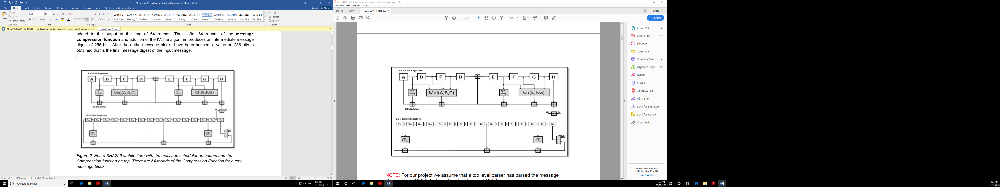 Memristive Architecture for SHA-256 [Compatibility Mode] - Word
Sign in Share
File Home Insert Design Layout References Mailings Review View Tell me what you want to do...
Paste Cut Copy Format Painter
Arial 11
Clipboard Font Paragraph Styles Editing
AaBbCcI AaBbCcDc AaBbCcI AaBbCcI AaBbCcI AaBbCcI AaBbCcI AaBbCcI AaBbCcDc AaBbCcI AaBbCc AaBbCcI
¶ No Spac... Heading 7 Subtle Em... Emphasis Intense E... Strong Quote Intense Q... Subtle Ref... Intense Re... Book Title ¶ List Para...
Find
Replace
Select
MISSING PROOFING TOOLS This document contains text in Polish which isn't being proofed. Never Show Again
added to the output at the end of 64 rounds. Thus, after 64 rounds of the message
compression function and addition of the IV, the algorithm produces an intermediate message
digest of 256 bits. After the entire message blocks have been hashed, a value on 256 bits is
obtained that is the final message digest of the input message.
8 x 32 bit Registers
A B C D E F G H
Σ₀ Maj(A,B,C) Σ₁ Ch(E,F,G)
32 bit Adder
16 x 32 bit Registers
σ₀ σ₁
Figure 2. Entire SHA256 architecture with the message scheduler on bottom and the
Compression function on top. There are 64 rounds of the Compression Function for every
message block.
Page 4 of 41 4870 words English (United States) 184%
Type here to search POL 1:23 PM 11/11/2018
ECE_590_Report_SHA_256_Memristor.pdf - Adobe Acrobat Reader DC
File Edit View Window Help
Home Tools ECE_590_Report_S... × Sign In
3 / 28 150% Share
8 x 32 bit Registers
A B C D E F G H
Σ₀ Maj(A,B,C) Σ₁ Ch(E,F,G)
32 bit Adder
16 x 32 bit Registers
σ₀ σ₁
NOTE: For our project we assume that a top level parser has parsed the message
Export PDF
Create PDF
Edit PDF
Comment
Combine Files
Organize Pages
Redact
Protect
Optimize PDF
Fill & Sign
Send for Signature
Send for Review
More Tools
Convert and edit PDFs
with Acrobat Pro DC
Start Free Trial
1:23 PM
11/11/2018
1:23 PM
11/11/2018